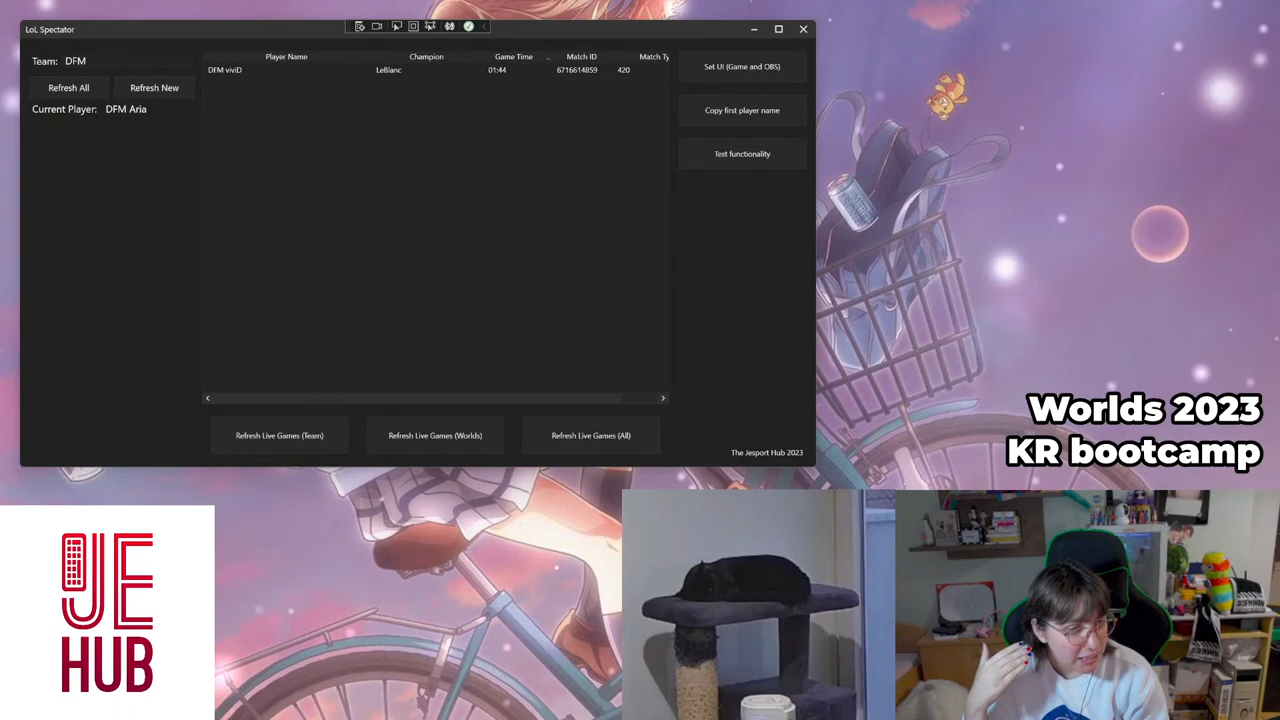 LoL Spectator
Team: DFM
Refresh All
Refresh New
Current Player: DFM Aria
Player Name
Champion
Game Time
..
Match ID
Match Ty
DFM viviD
LeBlanc
01:44
6716614859
420
Set UI (Game and OBS)
Copy first player name
Test functionality
Refresh Live Games (Team)
Refresh Live Games (Worlds)
Refresh Live Games (All)
The Jesport Hub 2023
Worlds 2023
KR bootcamp
JE
HUB